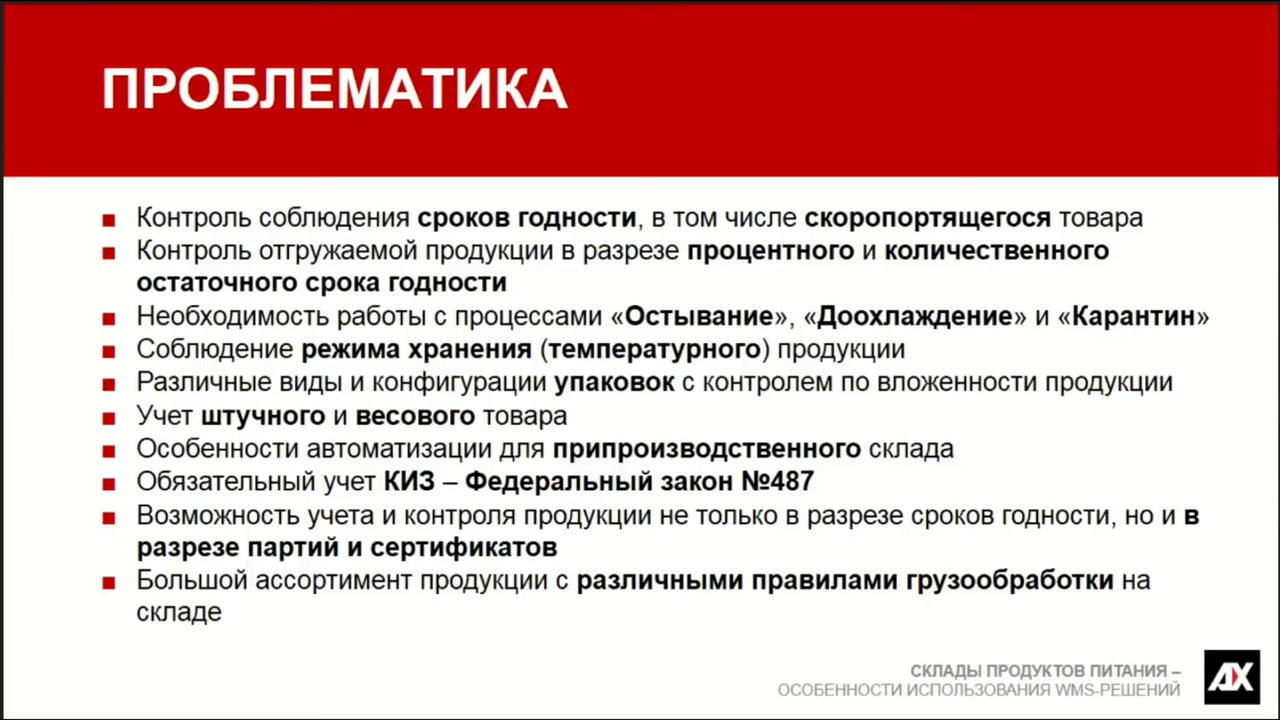 ПРОБЛЕМАТИКА
Контроль соблюдения сроков годности, в том числе скоропортящегося товара
Контроль отгружаемой продукции в разрезе процентного и количественного
остаточного срока годности
Необходимость работы с процессами «Остывание», «Доохлаждение» и «Карантин»
Соблюдение режима хранения (температурного) продукции
Различные виды и конфигурации упаковок с контролем по вложенности продукции
Учет штучного и весового товара
Особенности автоматизации для припроизводственного склада
Обязательный учет КИЗ – Федеральный закон №487
Возможность учета и контроля продукции не только в разрезе сроков годности, но и в
разрезе партий и сертификатов
Большой ассортимент продукции с различными правилами грузообработки на
складе
СКЛАДЫ ПРОДУКТОВ ПИТАНИЯ –
ОСОБЕННОСТИ ИСПОЛЬЗОВАНИЯ WMS-РЕШЕНИЙ
AX